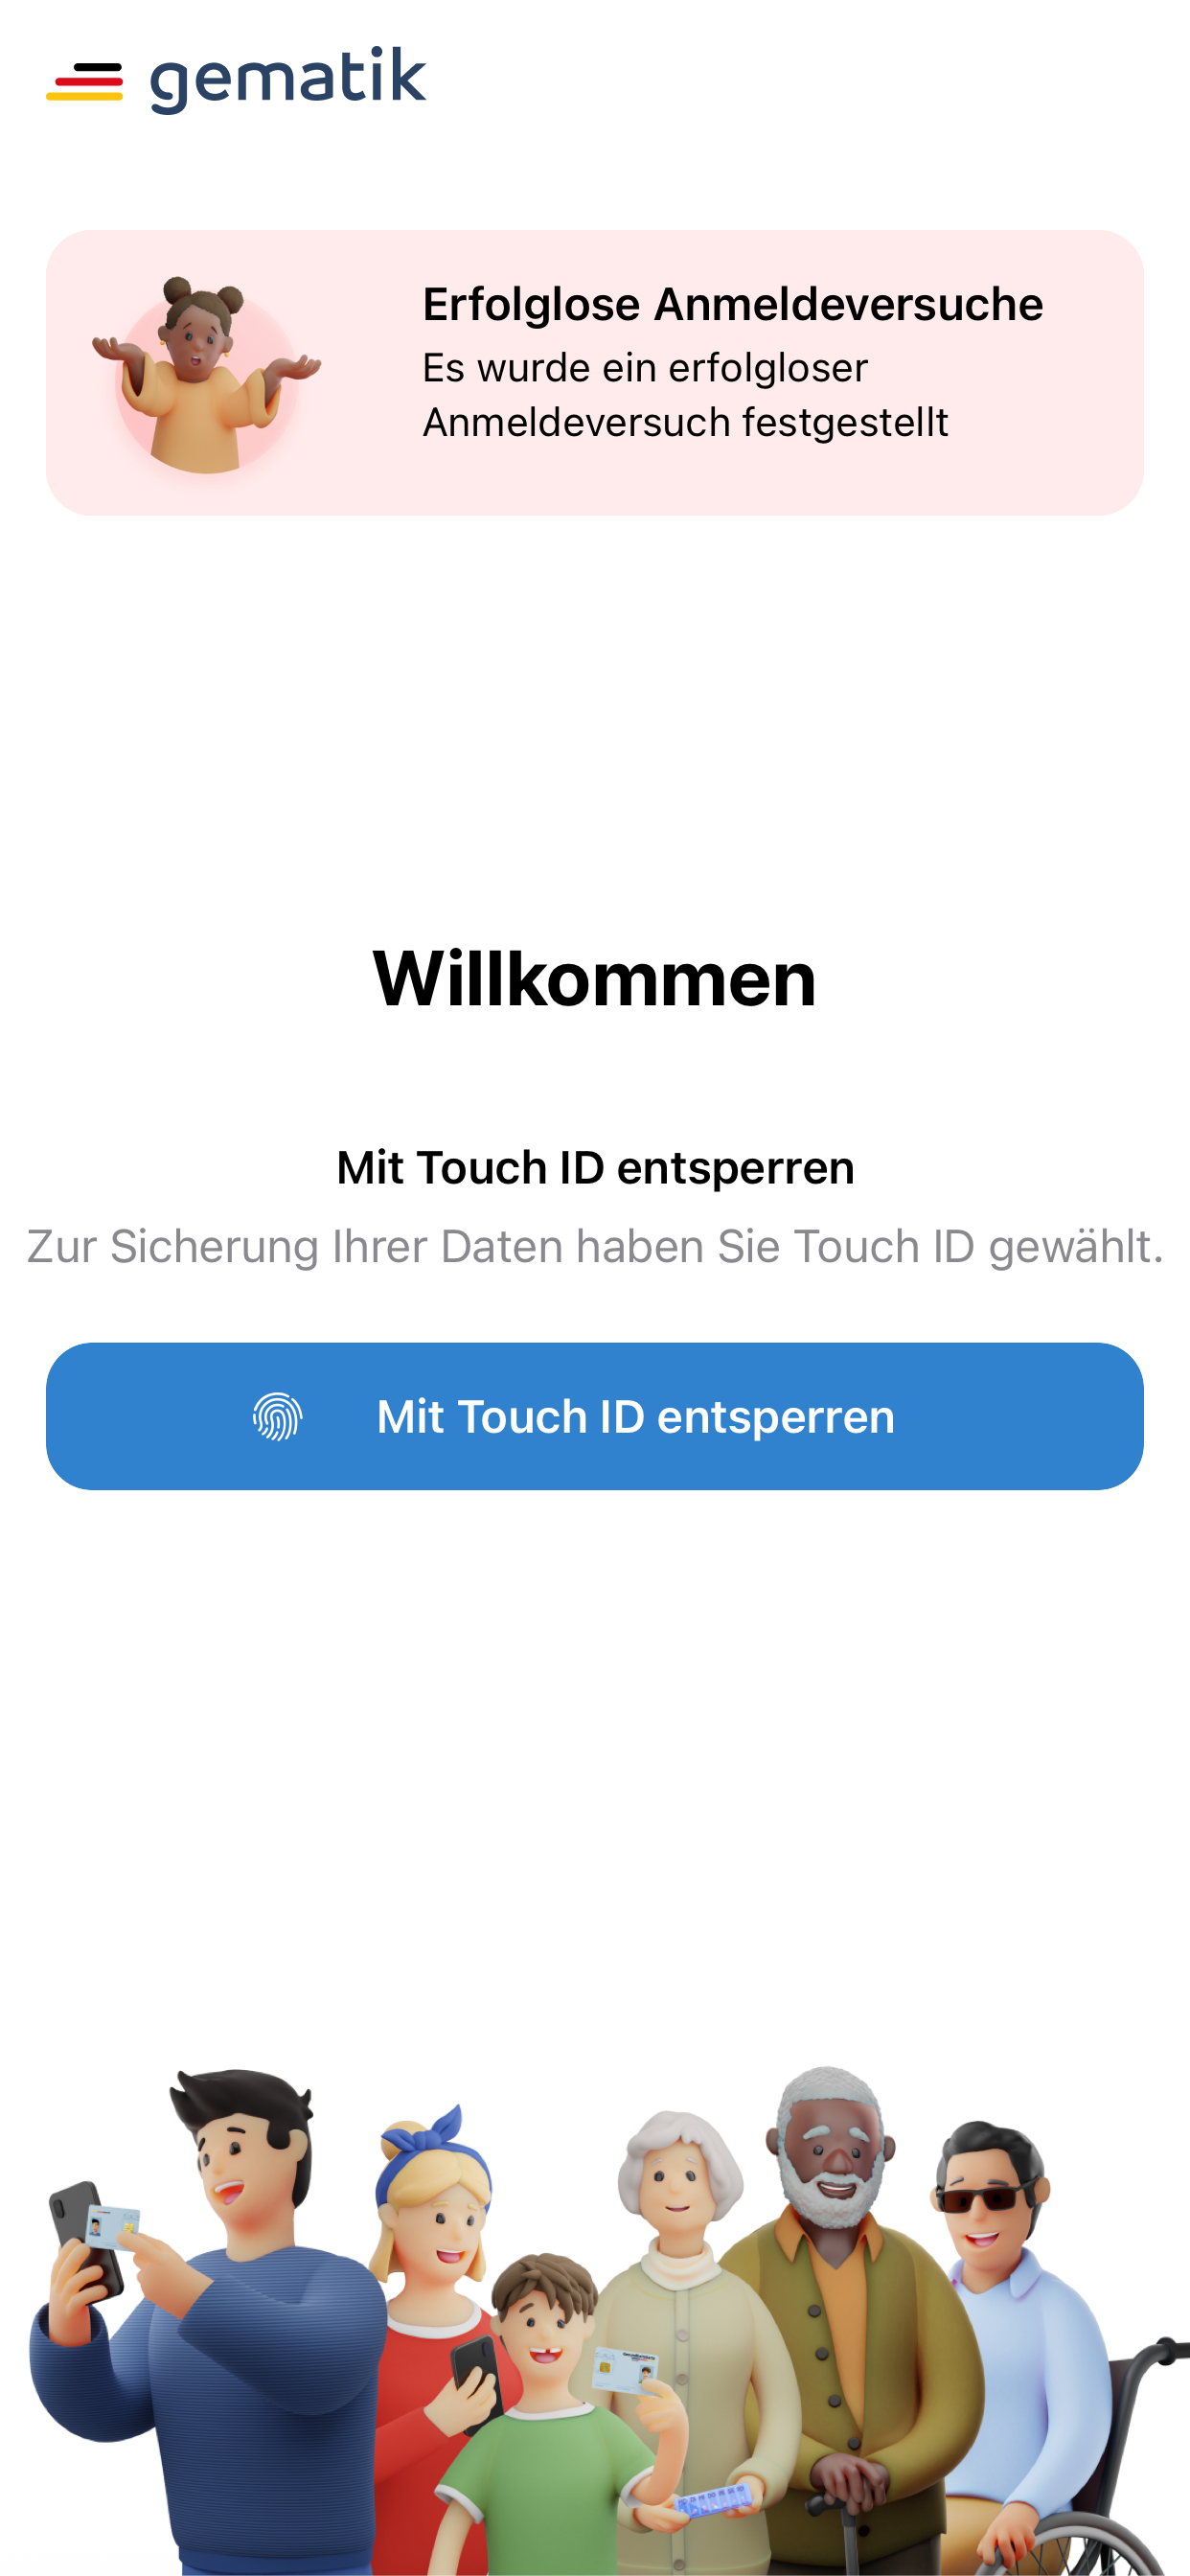 gematik
Erfolglose Anmeldeversuche
Es wurde ein erfolgloser
Anmeldeversuch festgestellt
Willkommen
Mit Touch ID entsperren
Zur Sicherung Ihrer Daten haben Sie Touch ID gewählt.
Mit Touch ID entsperren